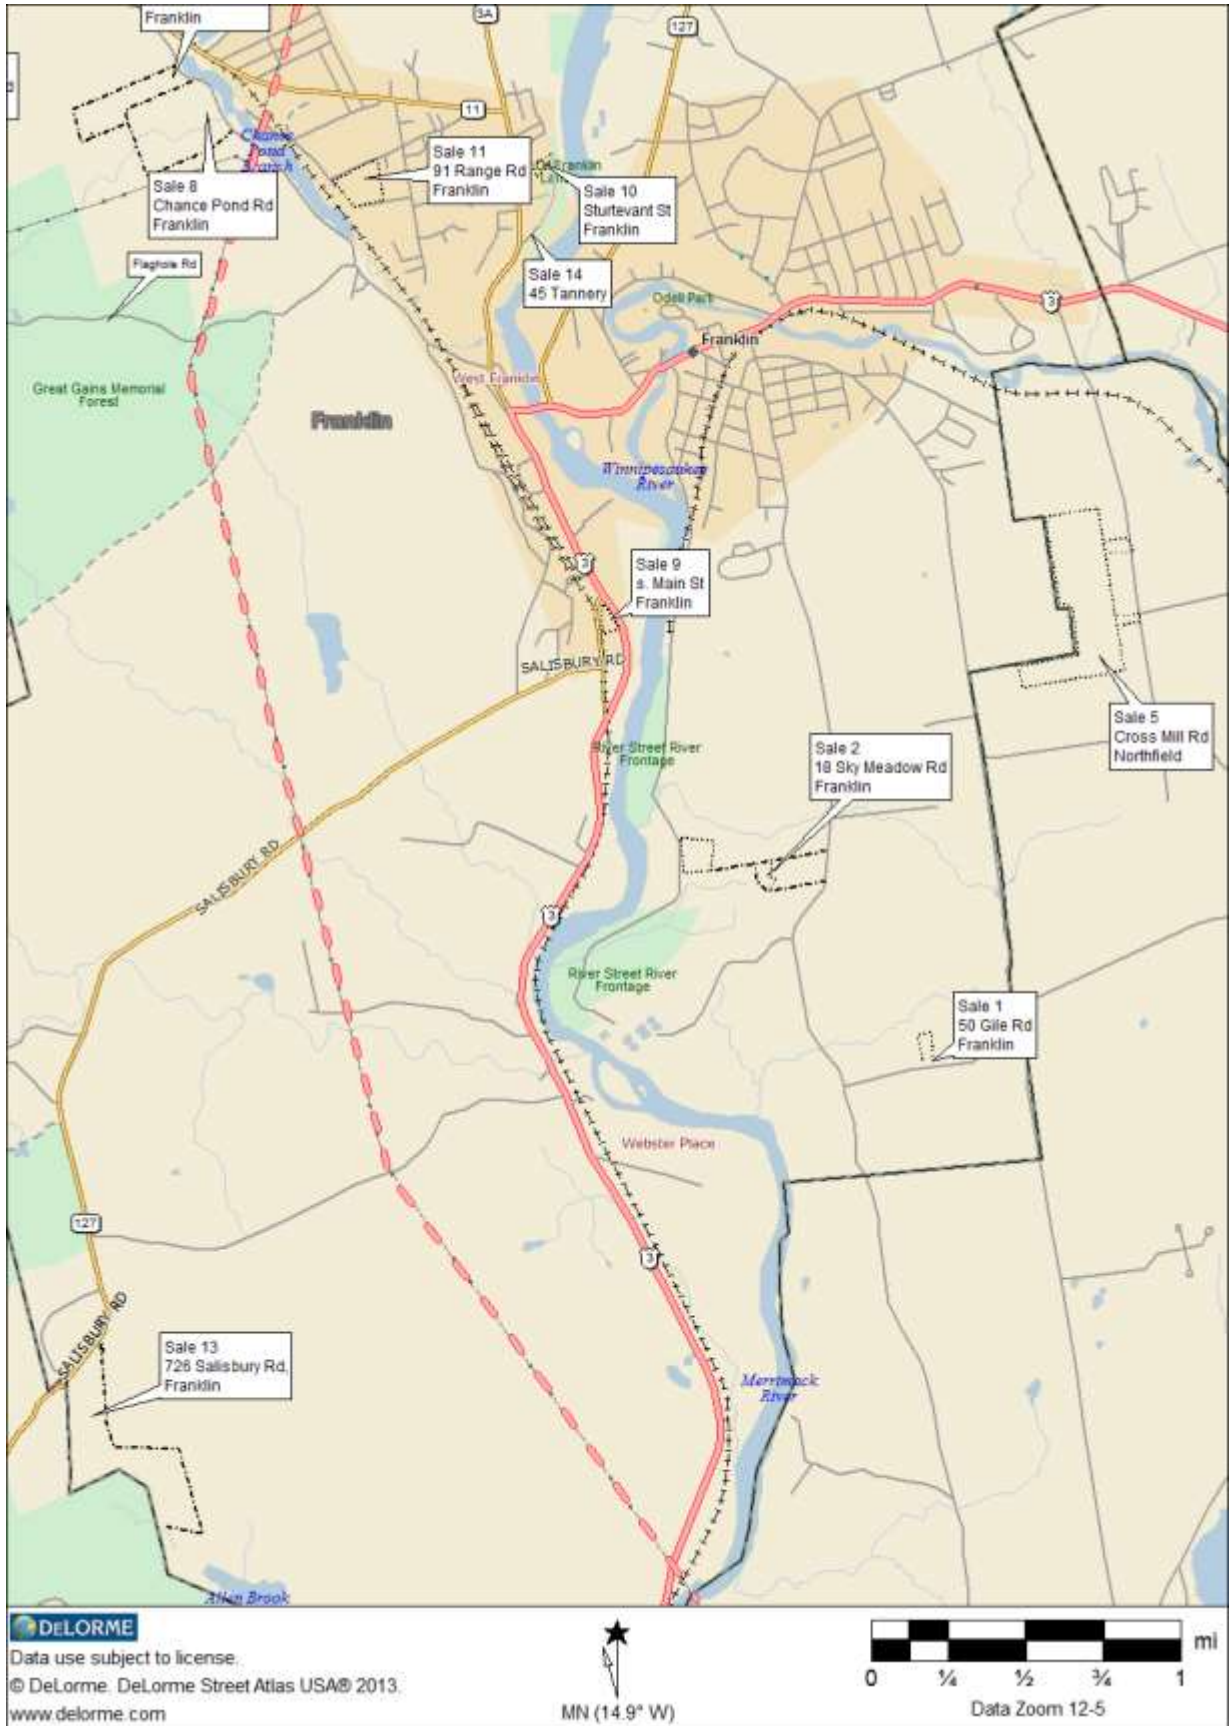 Franklin
3A
127
11
Chance
Pond
Branch
Sale 11
91 Range Rd
Franklin
Sale 10
Sturtevant St
Franklin
Sale 8
Chance Pond Rd
Franklin
Flaghole Rd
Sale 14
45 Tannery
Odell Park
3
Franklin
Great Gains Memorial
Forest
West Franklin
Franklin
Winnipesaukee
River
3
Sale 9
s. Main St
Franklin
SALISBURY RD
Sale 5
Cross Mill Rd
Northfield
River Street River
Frontage
Sale 2
18 Sky Meadow Rd
Franklin
SALISBURY RD
3
River Street River
Frontage
Sale 1
50 Gile Rd
Franklin
Webster Place
127
3
SALISBURY RD
Sale 13
726 Salisbury Rd,
Franklin
Merrimack
River
Allen Brook
DELORME
Data use subject to license.
© DeLorme. DeLorme Street Atlas USA® 2013.
www.delorme.com
MN (14.9° W)
mi
0 ¼ ½ ¾ 1
Data Zoom 12-5